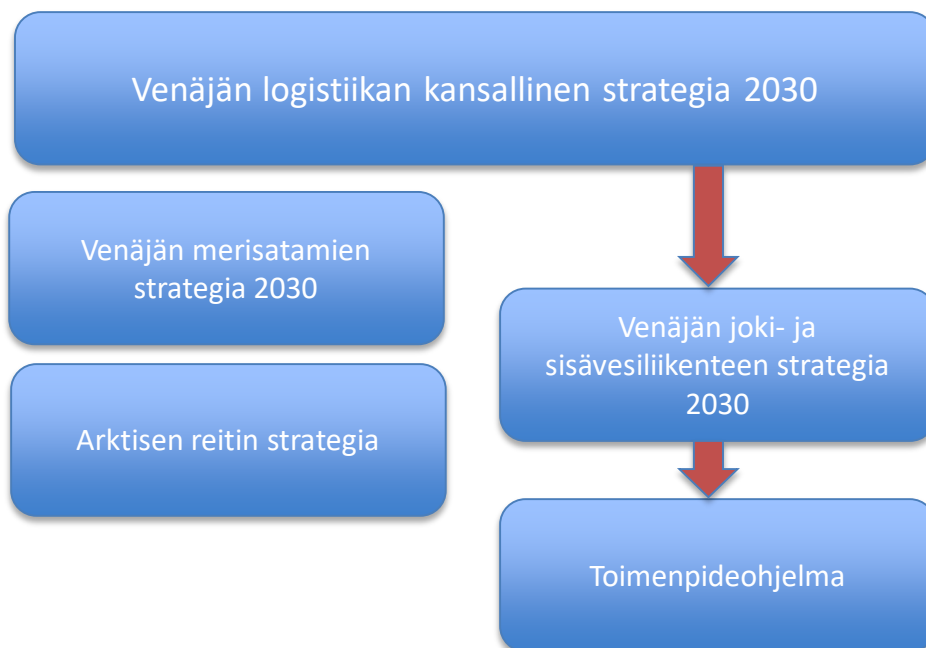 Venäjän logistiikan kansallinen strategia 2030
Venäjän merisatamien
strategia 2030
Arktisen reitin strategia
Venäjän joki- ja
sisävesiliikenteen strategia
2030
Toimenpideohjelma